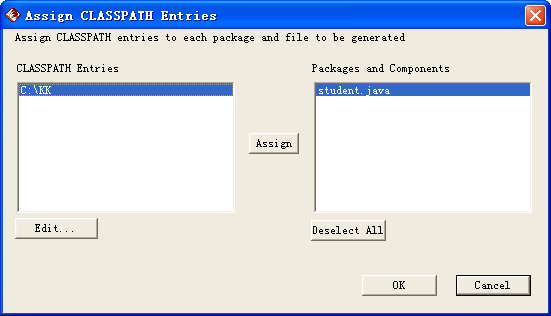 Assign CLASSPATH Entries
Assign CLASSPATH entries to each package and file to be generated
CLASSPATH Entries
Packages and Components
C:\KK
student.java
Assign
Edit...
Deselect All
OK
Cancel